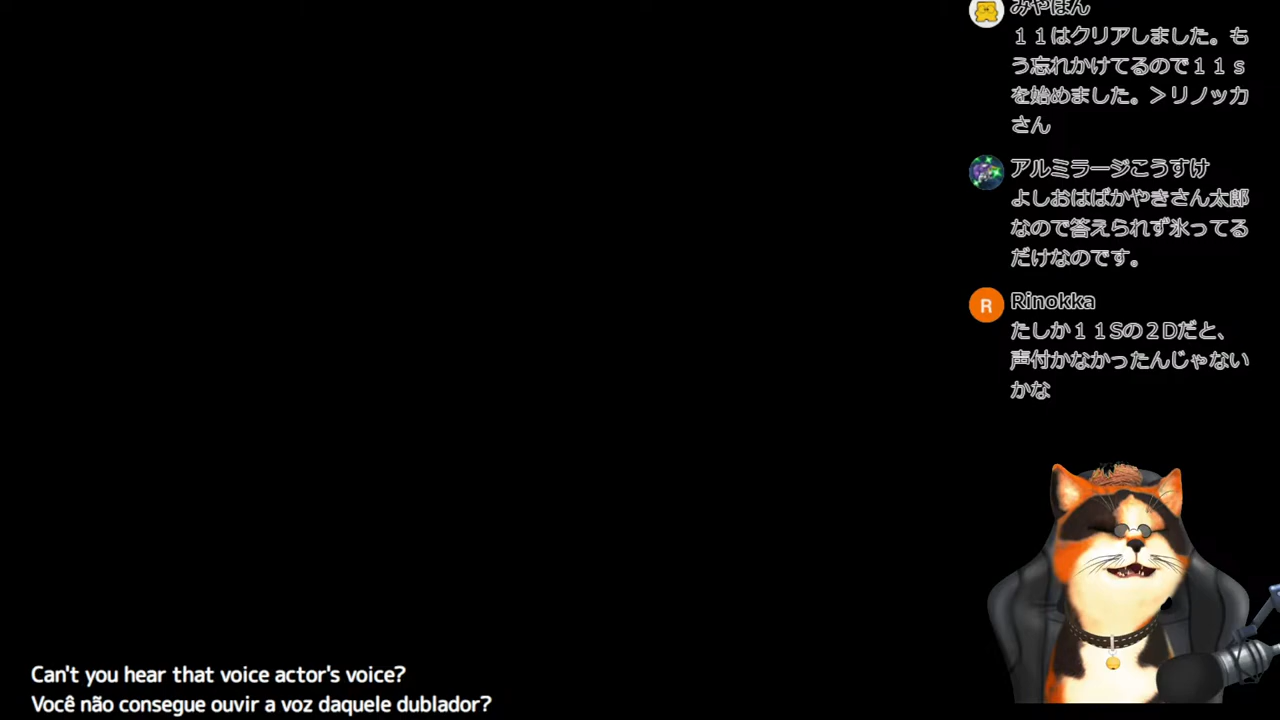 みやぽん
１１はクリアしました。も
う忘れかけてるので１１ｓ
を始めました。＞リノッカ
さん
アルミラージこうすけ
よしおはばかやきさん太郎
なので答えられず氷ってる
だけなのです。
R
Rinokka
たしか１１Sの２Dだと、
声付かなかったんじゃない
かな
Can't you hear that voice actor's voice?
Você não consegue ouvir a voz daquele dublador?